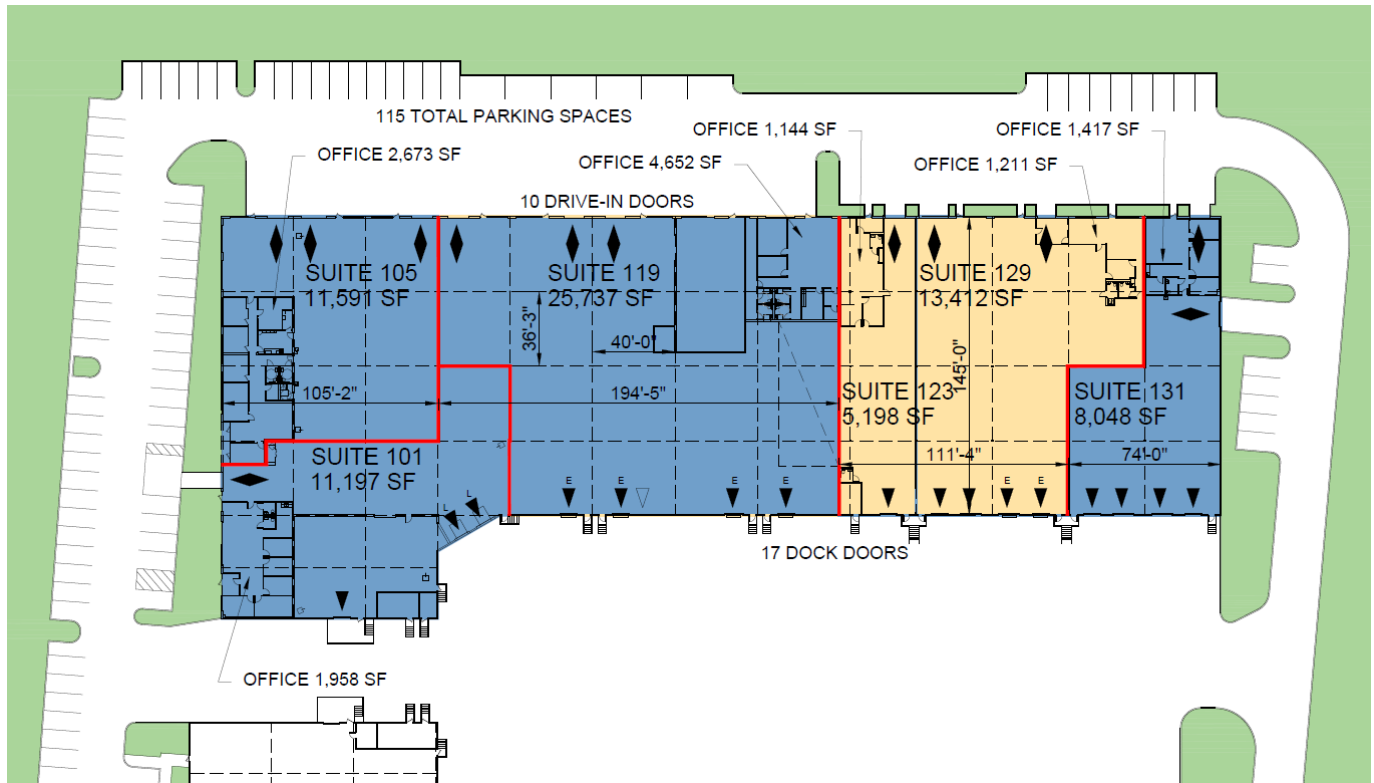 115 TOTAL PARKING SPACES
OFFICE 1,144 SF
OFFICE 1,417 SF
OFFICE 2,673 SF
OFFICE 4,652 SF
OFFICE 1,211 SF
10 DRIVE-IN DOORS
SUITE 105
11,591 SF
SUITE 119
25,737 SF
SUITE 129
13,412 SF
36'-3"
40'-0
145'-0"
105'-2"
194'-5"
SUITE 123
5,198 SF
SUITE 131
8,048 SF
SUITE 101
11,197 SF
111'-4"
74'-0"
E
E
E
E
E
E
L
L
17 DOCK DOORS
OFFICE 1,958 SF